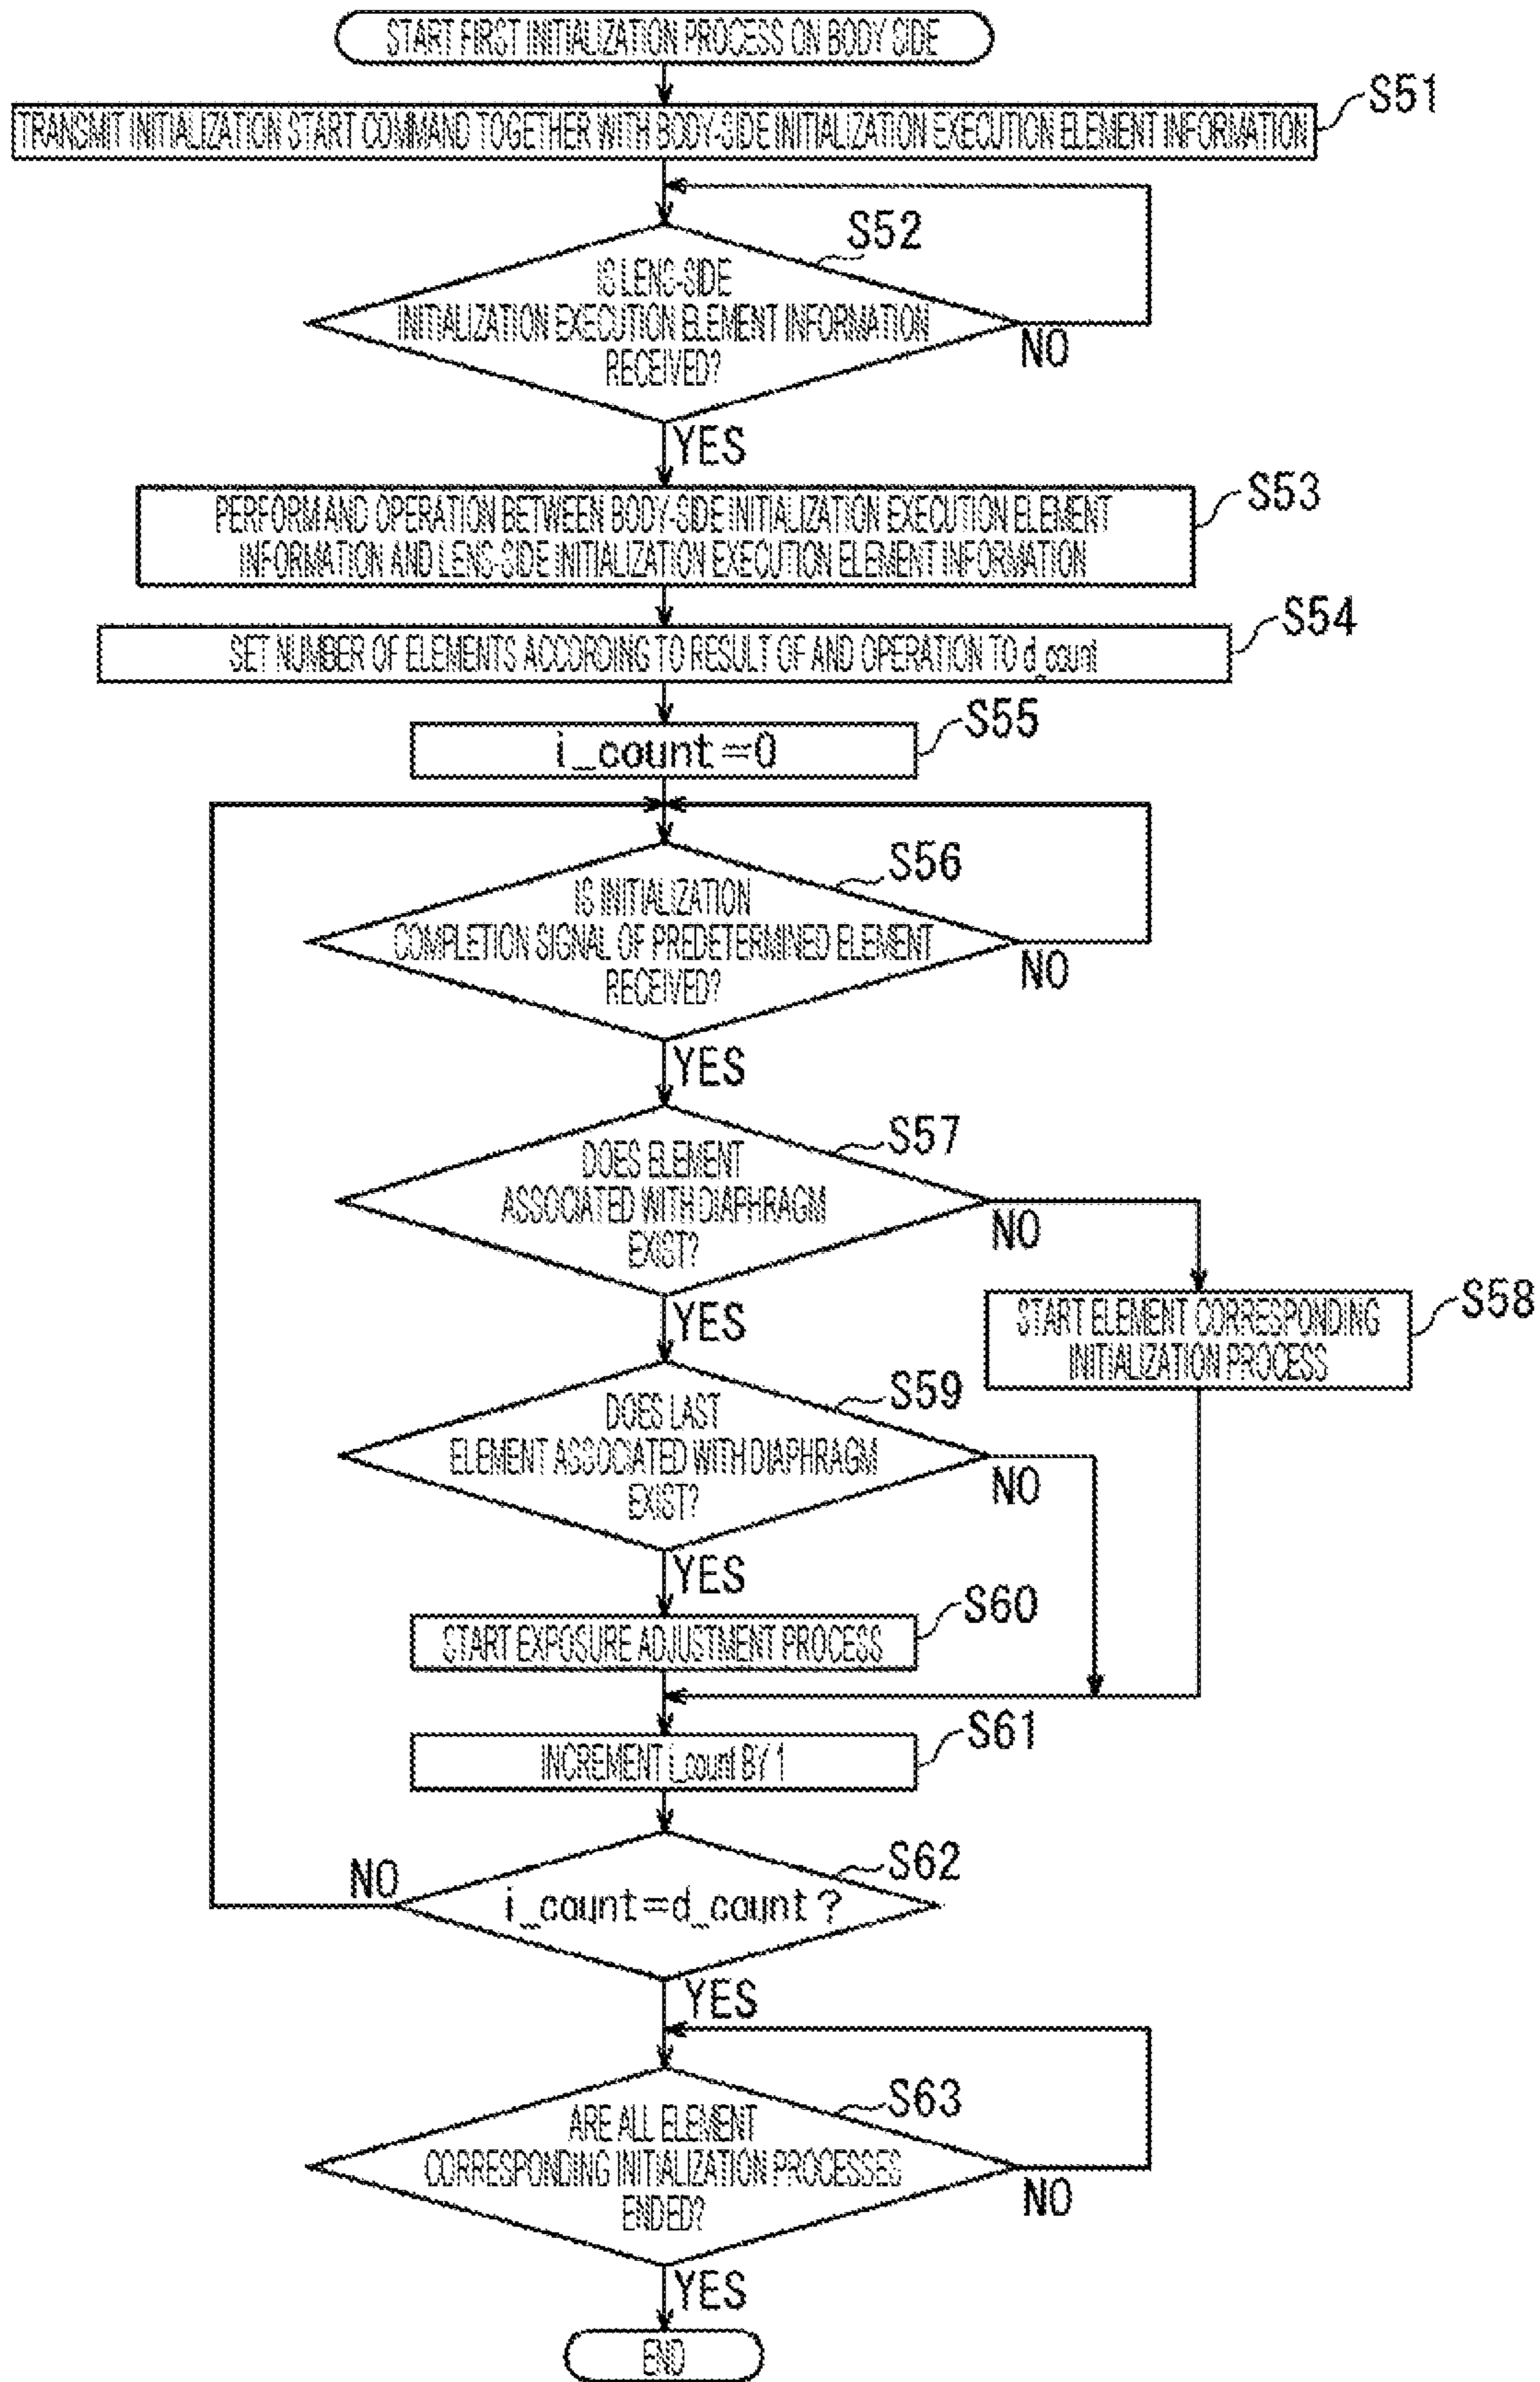 START FIRST INITIALIZATION PROCESS ON BODY SIDE
S51
TRANSMIT INITIALIZATION START COMMAND TOGETHER WITH BODY-SIDE INITIALIZATION EXECUTION ELEMENT INFORMATION
S52
IS LENS-SIDE
INITIALIZATION EXECUTION ELEMENT INFORMATION
RECEIVED?
NO
YES
S53
PERFORM AND OPERATION BETWEEN BODY-SIDE INITIALIZATION EXECUTION ELEMENT
INFORMATION AND LENS-SIDE INITIALIZATION EXECUTION ELEMENT INFORMATION
S54
SET NUMBER OF ELEMENTS ACCORDING TO RESULT OF AND OPERATION TO d_count
S55
i_count=0
S56
IS INITIALIZATION
COMPLETION SIGNAL OF PREDETERMINED ELEMENT
RECEIVED?
NO
YES
S57
DOES ELEMENT
ASSOCIATED WITH DIAPHRAGM
EXIST?
NO
YES
S58
START ELEMENT CORRESPONDING
INITIALIZATION PROCESS
S59
DOES LAST
ELEMENT ASSOCIATED WITH DIAPHRAGM
EXIST?
NO
YES
S60
START EXPOSURE ADJUSTMENT PROCESS
S61
INCREMENT i_count BY 1
S62
NO
i_count=d_count?
YES
S63
ARE ALL ELEMENT
CORRESPONDING INITIALIZATION PROCESSES
ENDED?
NO
YES
END